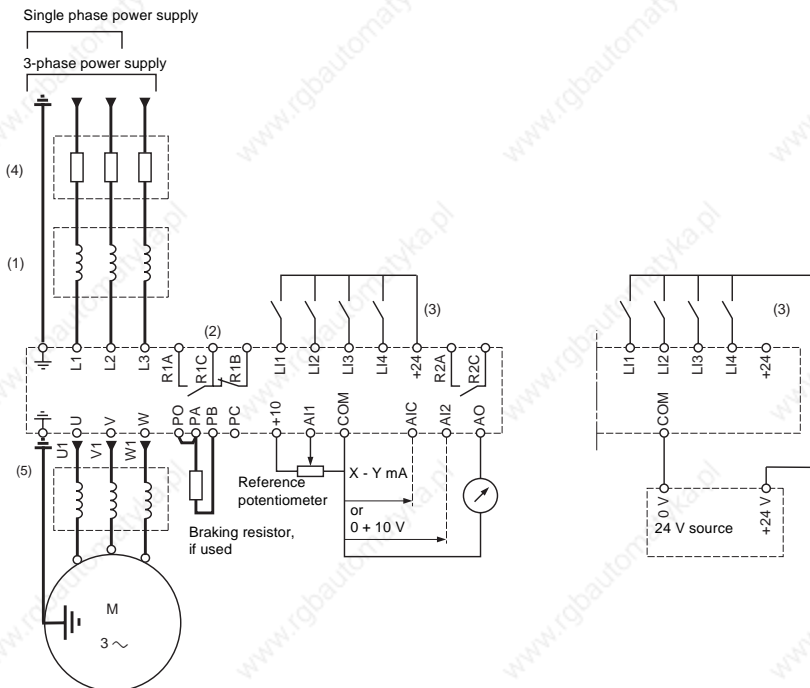 Single phase power supply
3-phase power supply
(4)
(1)
(2)
(3)
(3)
L1
L2
L3
R1A
R1C
R1B
LI1
LI2
LI3
LI4
+24
R2A
R2C
LI1
LI2
LI3
LI4
+24
U
V
W
PO
PA
PB
PC
+10
AI1
COM
AIC
AI2
AO
COM
(5)
U1
V1
W1
Reference
potentiometer
X - Y mA
or
0 + 10 V
Braking resistor,
if used
0 V
24 V source
+24 V
M
3 ~
www.rgbautomatyka.pl